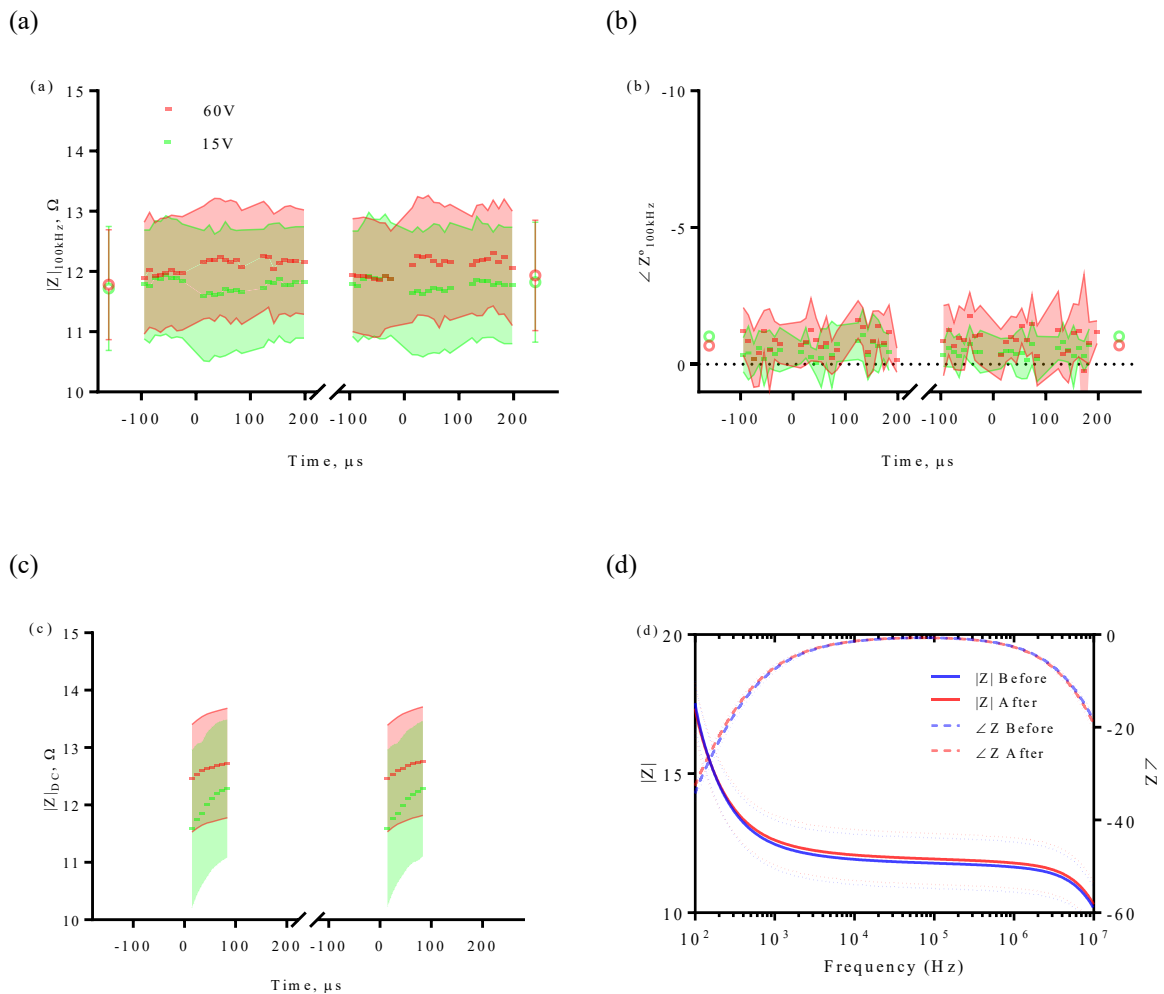 (a)
(b)
(a)
15
14
13
12
11
10
|Z|100kHz, Ω
60V
15V
-100 0 100 200 -100 0 100 200
Time, μs
(b)
-10
-5
0
∠Z°100kHz
-100 0 100 200 -100 0 100 200
Time, μs
(c)
(d)
(c)
15
14
13
12
11
10
|Z|DC, Ω
-100 0 100 200 -100 0 100 200
Time, μs
(d)
20
15
10
|Z|
|Z| Before
|Z| After
∠Z Before
∠Z After
0
-20
-40
-60
∠Z
10² 10³ 10⁴ 10⁵ 10⁶ 10⁷
Frequency (Hz)